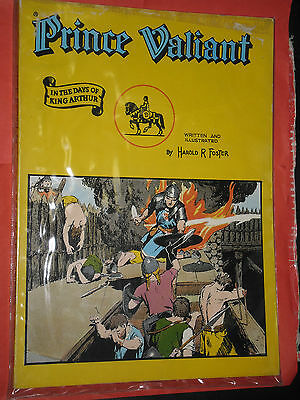 Prince Valiant
IN THE DAYS OF
KING ARTHUR
WRITTEN AND
ILLUSTRATED
By HAROLD R FOSTER